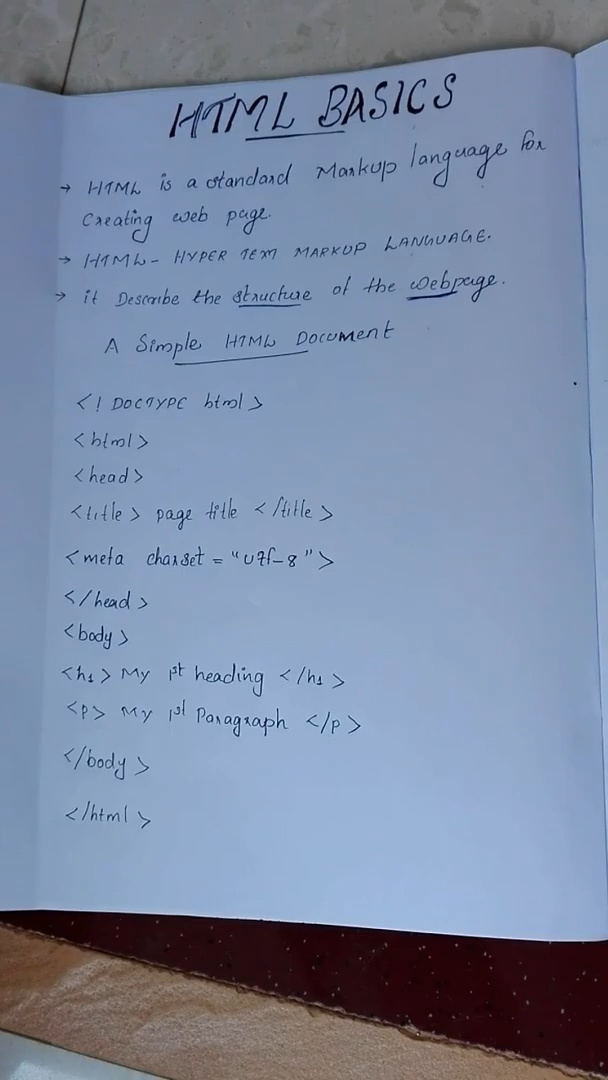 HTML BASICS
→ HTML is a standard Markup language for
Creating web page.
→ HTML - HYPER TEXT MARKUP LANGUAGE.
→ it Describe the structure of the webpage.
A Simple HTML Document
<! DOCTYPE html>
<html>
<head>
<title> page title </title>
<meta charset = "utf-8">
</head>
<body>
<h1> My 1st heading </h1>
<p> My 1st Paragraph </p>
</body>
</html>